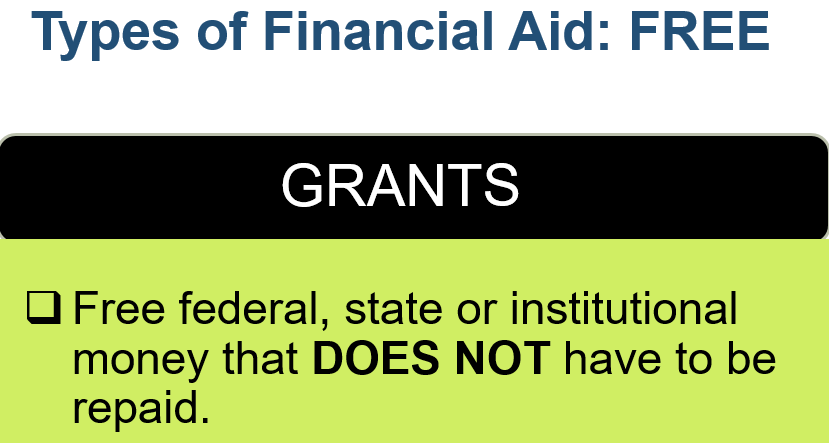 Types of Financial Aid: FREE
GRANTS
❑ Free federal, state or institutional
money that DOES NOT have to be
repaid.